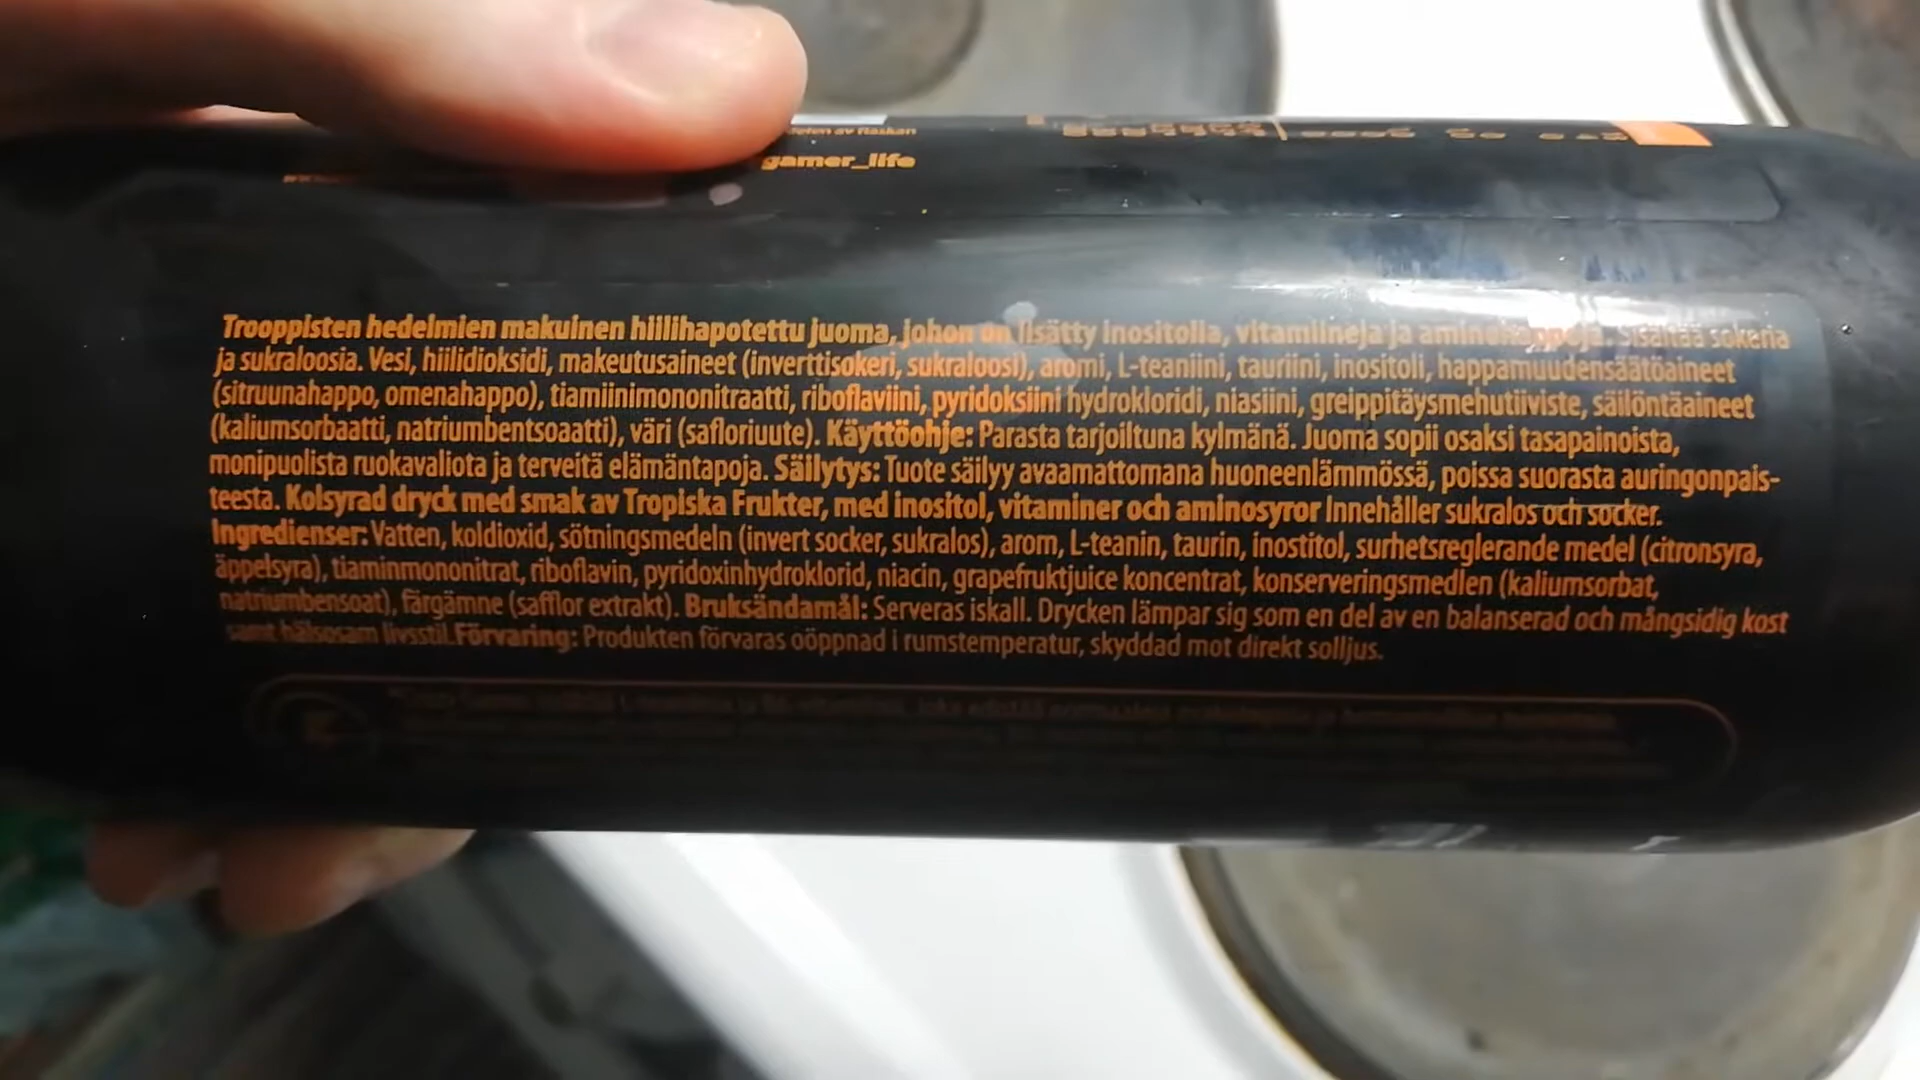 av flaskan
gamer_life
Trooppisten hedelmien makuinen hiilihapotettu juoma, johon on lisätty inositolia, vitamiineja ja aminohappoja. Sisältää sokeria
ja sukraloosia. Vesi, hiilidioksidi, makeutusaineet (inverttisokeri, sukraloosi), aromi, L-teaniini, tauriini, inositoli, happamuudensäätöaineet
(sitruunahappo, omenahappo), tiamiinimononitraatti, riboflaviini, pyridoksiini hydrokloridi, niasiini, greippitäysmehutiiviste, säilöntäaineet
(kaliumsorbaatti, natriumbentsoaatti), väri (safloriuute). Käyttöohje: Parasta tarjoiltuna kylmänä. Juoma sopii osaksi tasapainoista,
monipuolista ruokavaliota ja terveitä elämäntapoja. Säilytys: Tuote säilyy avaamattomana huoneenlämmössä, poissa suorasta auringonpais-
teesta. Kolsyrad dryck med smak av Tropiska Frukter, med inositol, vitaminer och aminosyror Innehåller sukralos och socker.
Ingredienser: Vatten, koldioxid, sötningsmedeln (invert socker, sukralos), arom, L-teanin, taurin, inostitol, surhetsreglerande medel (citronsyra,
äppelsyra), tiaminmononitrat, riboflavin, pyridoxinhydroklorid, niacin, grapefruktjuice koncentrat, konserveringsmedlen (kaliumsorbat,
natriumbensoat), färgämne (safflor extrakt). Bruksändamål: Serveras iskall. Drycken lämpar sig som en del av en balanserad och mångsidig kost
samt hälsosam livsstil.Förvaring: Produkten förvaras oöppnad i rumstemperatur, skyddad mot direkt solljus.